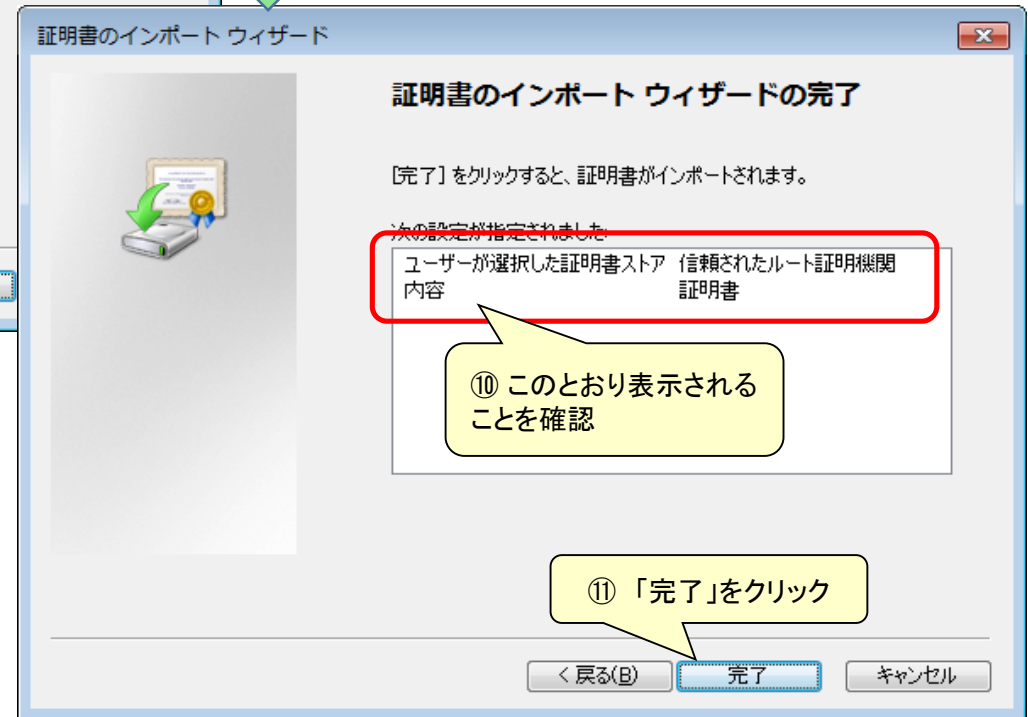 証明書のインポート ウィザード
証明書のインポート ウィザードの完了
[完了] をクリックすると、証明書がインポートされます。
次の設定が指定されました:
ユーザーが選択した証明書ストア 信頼されたルート証明機関
内容 証明書
⑩ このとおり表示される
ことを確認
⑪ 「完了」をクリック
< 戻る(B) 完了 キャンセル